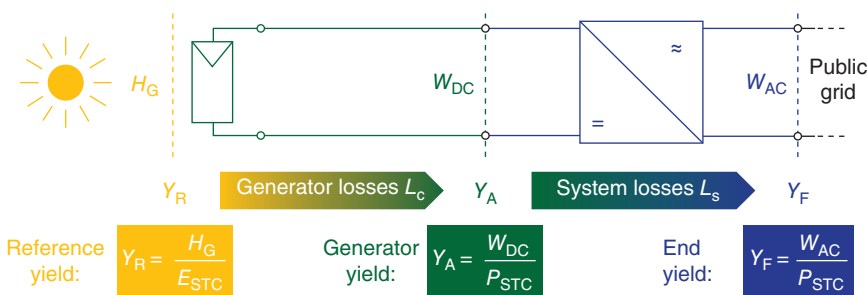 H_G
W_DC
≈
=
W_AC
Public
grid
Y_R
Generator losses L_c
Y_A
System losses L_s
Y_F
Reference
yield:
Y_R = H_G / E_STC
Generator
yield:
Y_A = W_DC / P_STC
End
yield:
Y_F = W_AC / P_STC